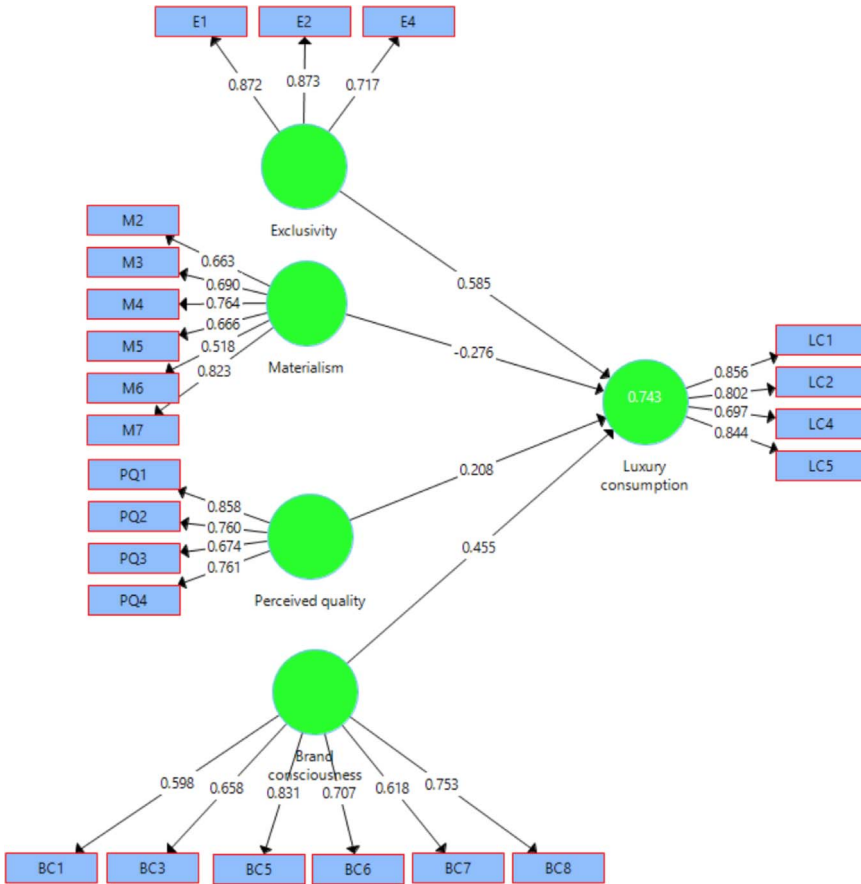 E1 E2 E4
0.872 0.873 0.717
Exclusivity
M2
M3
M4
M5
M6
M7
0.663
0.690
0.764
0.666
0.518
0.823
Materialism
PQ1
PQ2
PQ3
PQ4
0.858
0.760
0.674
0.761
Perceived quality
0.585
-0.276
0.208
0.455
0.743
Luxury
consumption
0.856
0.802
0.697
0.844
LC1
LC2
LC4
LC5
Brand
consciousness
0.598 0.658 0.831 0.707 0.618 0.753
BC1 BC3 BC5 BC6 BC7 BC8